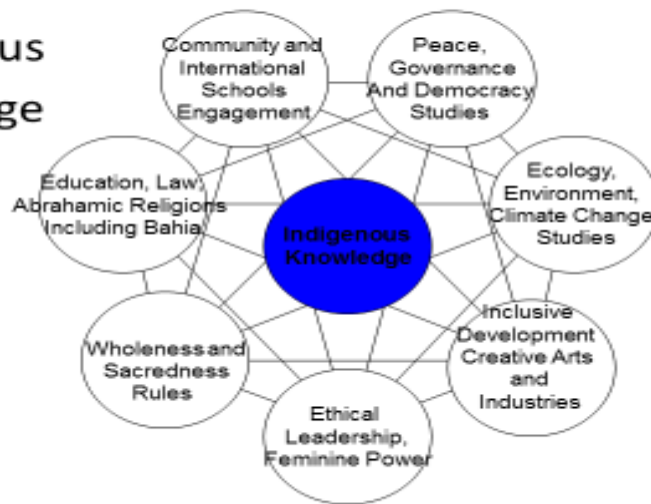 us
ge
Community and
International
Schools
Engagement
Peace,
Governance
And Democracy
Studies
Education, Law,
Abrahamic Religions
Including Bahia
Ecology,
Environment,
Climate Change
Studies
Indigenous
Knowledge
Wholeness and
Sacredness
Rules
Inclusive
Development
Creative Arts
and
Industries
Ethical
Leadership,
Feminine Power